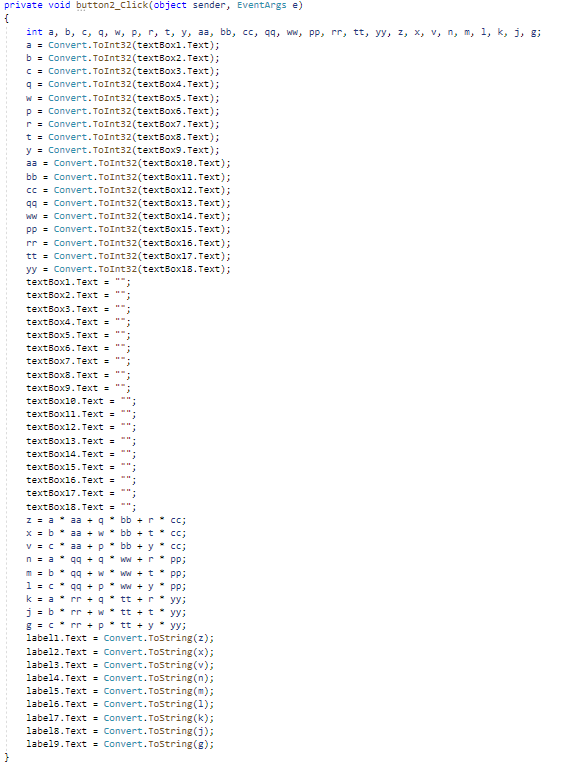 private void button2_Click(object sender, EventArgs e)
{
int a, b, c, q, w, p, r, t, y, aa, bb, cc, qq, ww, pp, rr, tt, yy, z, x, v, n, m, l, k, j, g;
a = Convert.ToInt32(textBox1.Text);
b = Convert.ToInt32(textBox2.Text);
c = Convert.ToInt32(textBox3.Text);
q = Convert.ToInt32(textBox4.Text);
w = Convert.ToInt32(textBox5.Text);
p = Convert.ToInt32(textBox6.Text);
r = Convert.ToInt32(textBox7.Text);
t = Convert.ToInt32(textBox8.Text);
y = Convert.ToInt32(textBox9.Text);
aa = Convert.ToInt32(textBox10.Text);
bb = Convert.ToInt32(textBox11.Text);
cc = Convert.ToInt32(textBox12.Text);
qq = Convert.ToInt32(textBox13.Text);
ww = Convert.ToInt32(textBox14.Text);
pp = Convert.ToInt32(textBox15.Text);
rr = Convert.ToInt32(textBox16.Text);
tt = Convert.ToInt32(textBox17.Text);
yy = Convert.ToInt32(textBox18.Text);
textBox1.Text = "";
textBox2.Text = "";
textBox3.Text = "";
textBox4.Text = "";
textBox5.Text = "";
textBox6.Text = "";
textBox7.Text = "";
textBox8.Text = "";
textBox9.Text = "";
textBox10.Text = "";
textBox11.Text = "";
textBox12.Text = "";
textBox13.Text = "";
textBox14.Text = "";
textBox15.Text = "";
textBox16.Text = "";
textBox17.Text = "";
textBox18.Text = "";
z = a * aa + q * bb + r * cc;
x = b * aa + w * bb + t * cc;
v = c * aa + p * bb + y * cc;
n = a * qq + q * ww + r * pp;
m = b * qq + w * ww + t * pp;
l = c * qq + p * ww + y * pp;
k = a * rr + q * tt + r * yy;
j = b * rr + w * tt + t * yy;
g = c * rr + p * tt + y * yy;
label1.Text = Convert.ToString(z);
label2.Text = Convert.ToString(x);
label3.Text = Convert.ToString(v);
label4.Text = Convert.ToString(n);
label5.Text = Convert.ToString(m);
label6.Text = Convert.ToString(l);
label7.Text = Convert.ToString(k);
label8.Text = Convert.ToString(j);
label9.Text = Convert.ToString(g);
}